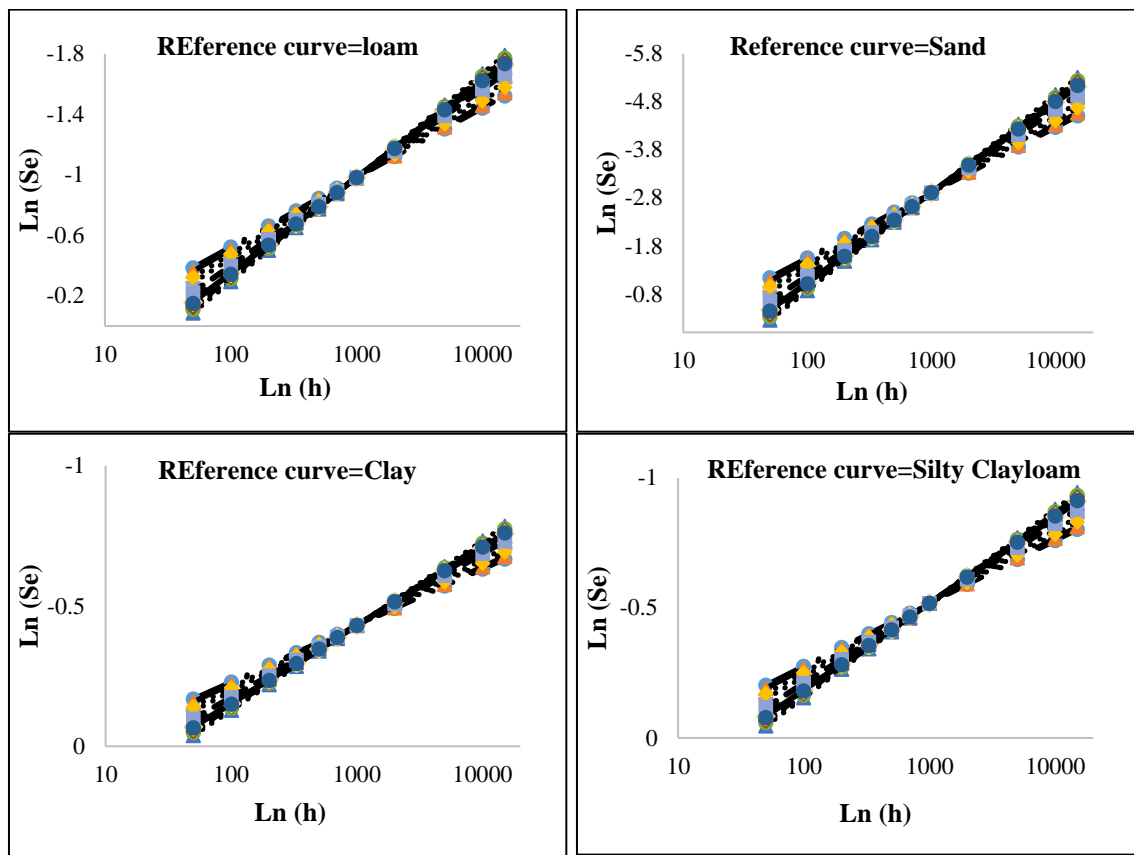 REference curve=loam
-1.8
-1.4
-1
-0.6
-0.2
Ln (Se)
10 100 1000 10000
Ln (h)
Reference curve=Sand
-5.8
-4.8
-3.8
-2.8
-1.8
-0.8
Ln (Se)
10 100 1000 10000
Ln (h)
REference curve=Clay
-1
-0.5
0
Ln (Se)
10 100 1000 10000
Ln (h)
REference curve=Silty Clayloam
-1
-0.5
0
Ln (Se)
10 100 1000 10000
Ln (h)